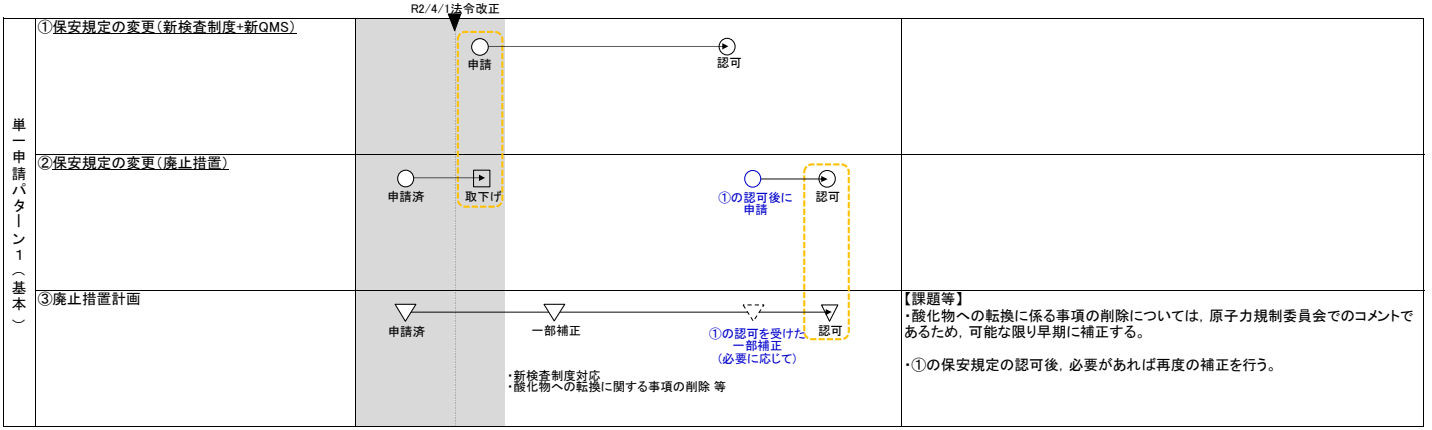 R2/4/1法令改正
単一申請パターン1(基本)
①保安規定の変更(新検査制度+新QMS)
申請
認可
②保安規定の変更(廃止措置)
申請済
取下げ
①の認可後に
申請
認可
③廃止措置計画
申請済
一部補正
①の認可を受けた
一部補正
(必要に応じて)
認可
・新検査制度対応
・酸化物への転換に関する事項の削除 等
【課題等】
・酸化物への転換に係る事項の削除については,原子力規制委員会でのコメントで
あるため,可能な限り早期に補正する。
・①の保安規定の認可後,必要があれば再度の補正を行う。